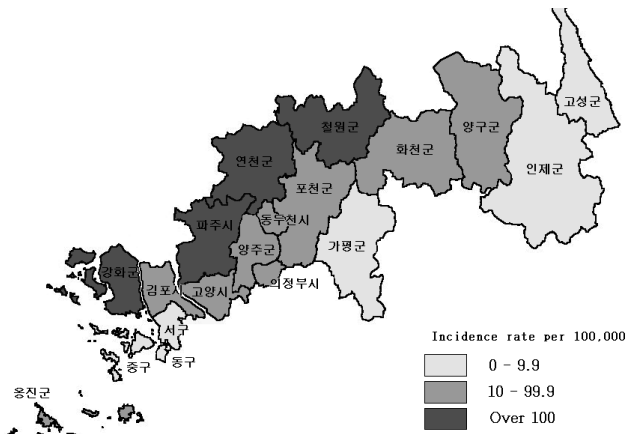 고성군
철원군
양구군
화천군
연천군
인제군
포천군
파주시
동두천시
가평군
양주군
강화군
김포시
고양시
의정부시
서구
중구
동구
옹진군
Incidence rate per 100,000
0 - 9.9
10 - 99.9
Over 100